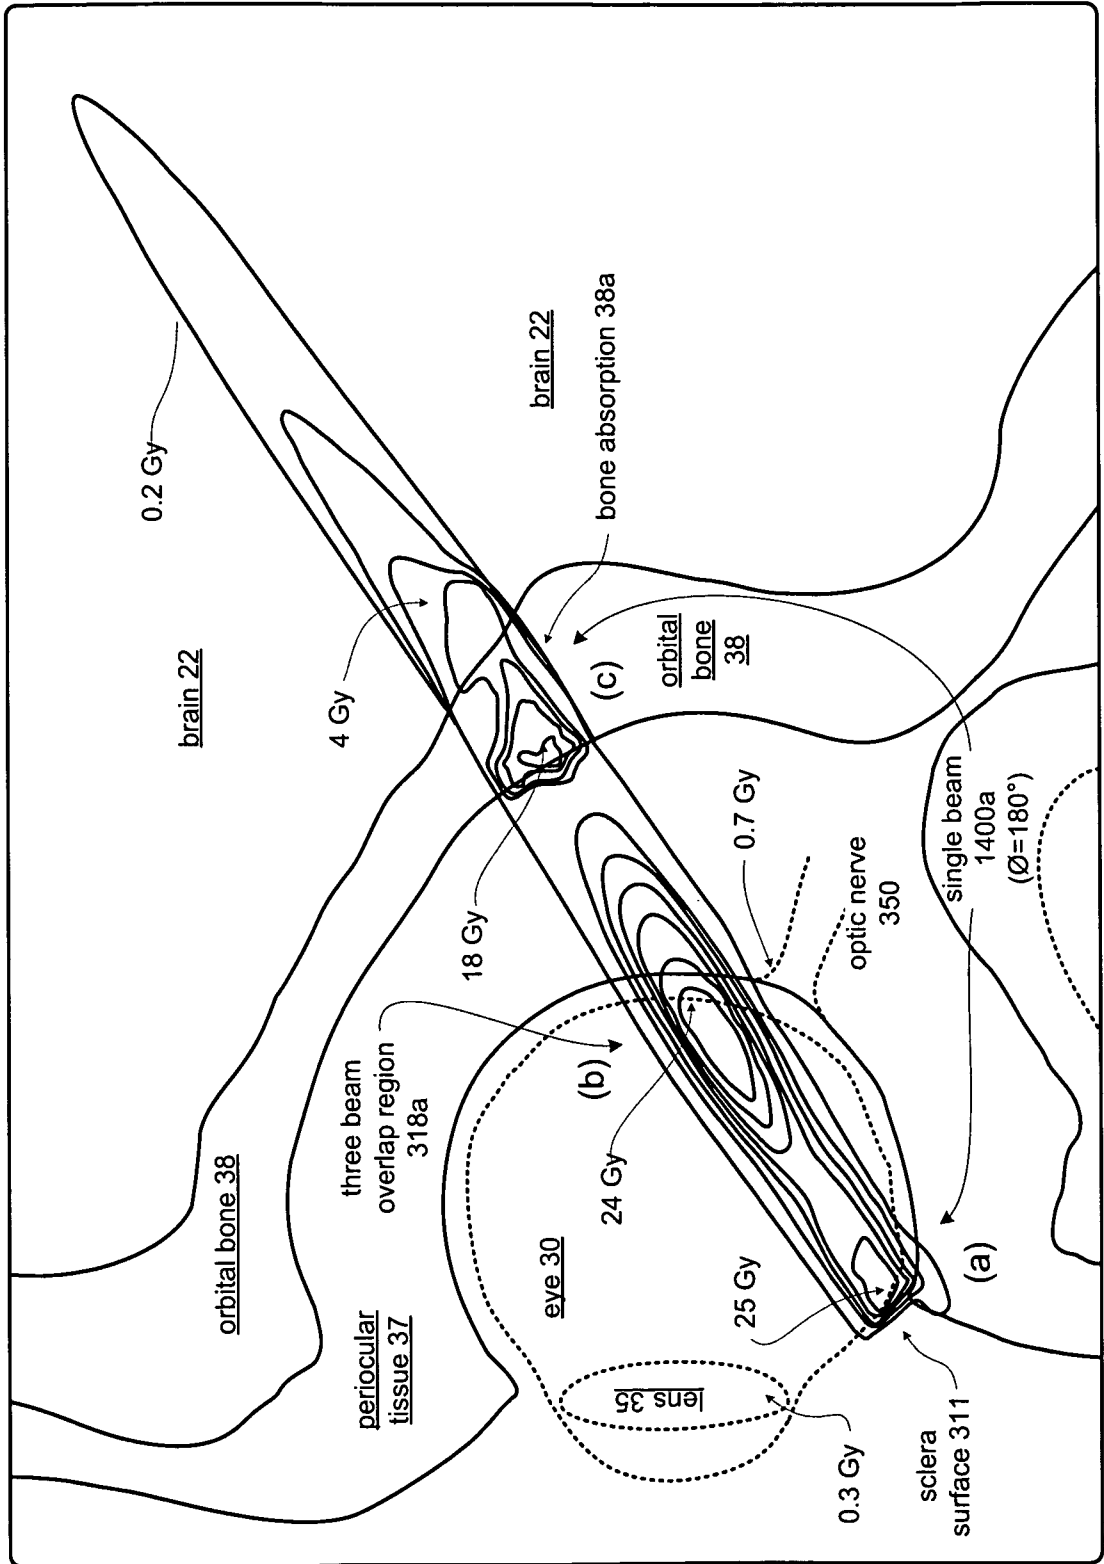 0.2 Gy
brain 22
brain 22
4 Gy
bone absorption 38a
(c)
orbital
bone
38
18 Gy
0.7 Gy
single beam
1400a
(Ø=180°)
optic nerve
350
three beam
overlap region
318a
(b)
24 Gy
orbital bone 38
eye 30
25 Gy
(a)
periocular
tissue 37
lens 35
0.3 Gy
sclera
surface 311